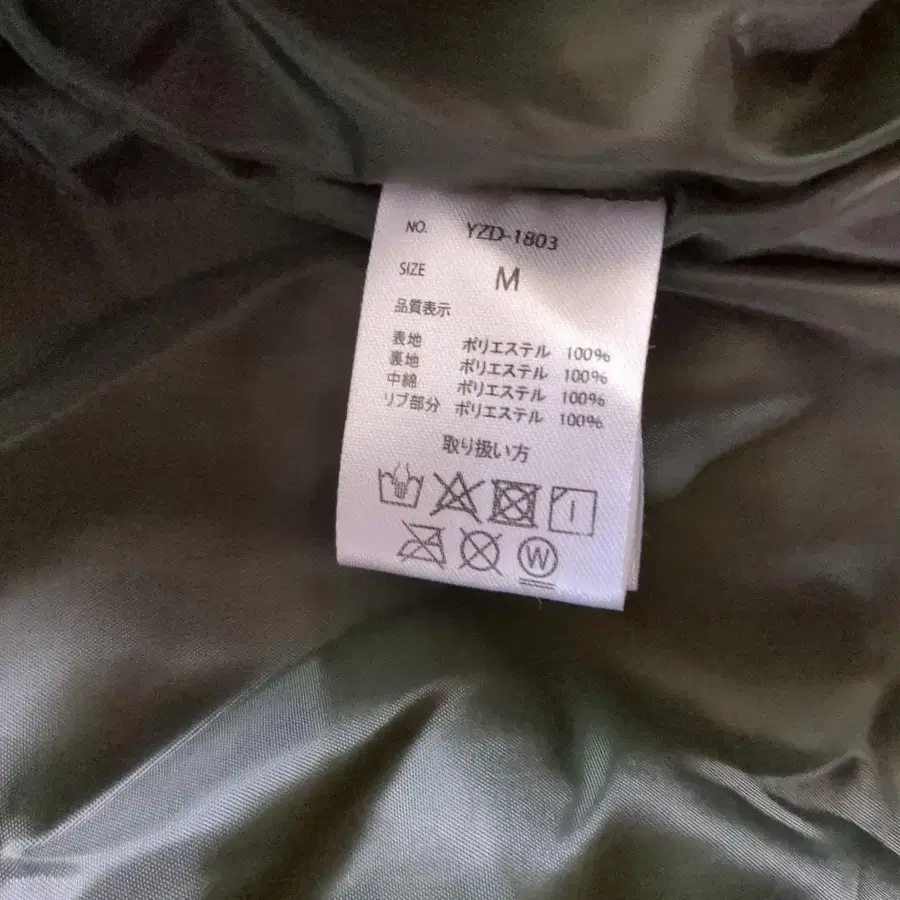 NO. YZD-1803
SIZE M
品質表示
表地 ポリエステル 100%
裏地 ポリエステル 100%
中綿 ポリエステル 100%
リブ部分 ポリエステル 100%
取り扱い方
W